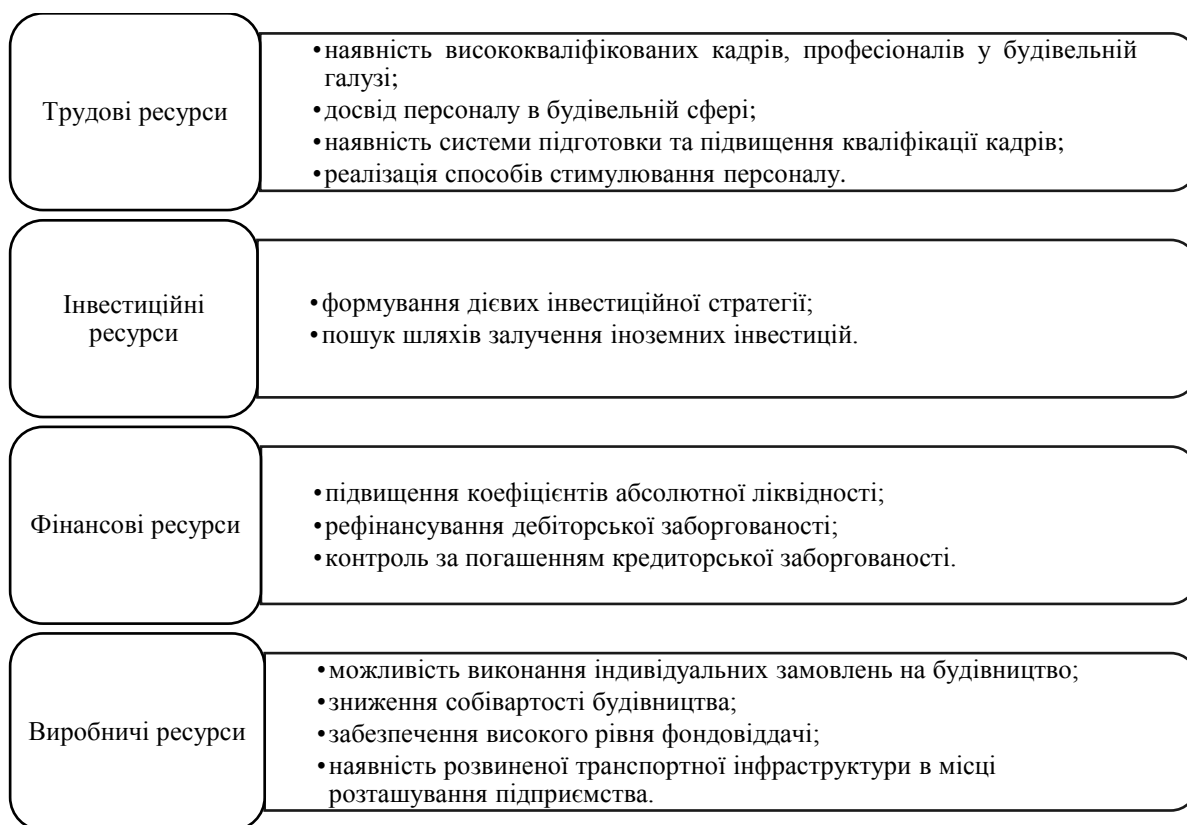 Трудові ресурси
•наявність висококваліфікованих кадрів, професіоналів у будівельній
галузі;
•досвід персоналу в будівельній сфері;
•наявність системи підготовки та підвищення кваліфікації кадрів;
•реалізація способів стимулювання персоналу.
Інвестиційні
ресурси
•формування дієвих інвестиційної стратегії;
•пошук шляхів залучення іноземних інвестицій.
Фінансові ресурси
•підвищення коефіцієнтів абсолютної ліквідності;
•рефінансування дебіторської заборгованості;
•контроль за погашенням кредиторської заборгованості.
Виробничі ресурси
•можливість виконання індивідуальних замовлень на будівництво;
•зниження собівартості будівництва;
•забезпечення високого рівня фондовіддачі;
•наявність розвиненої транспортної інфраструктури в місці
розташування підприємства.